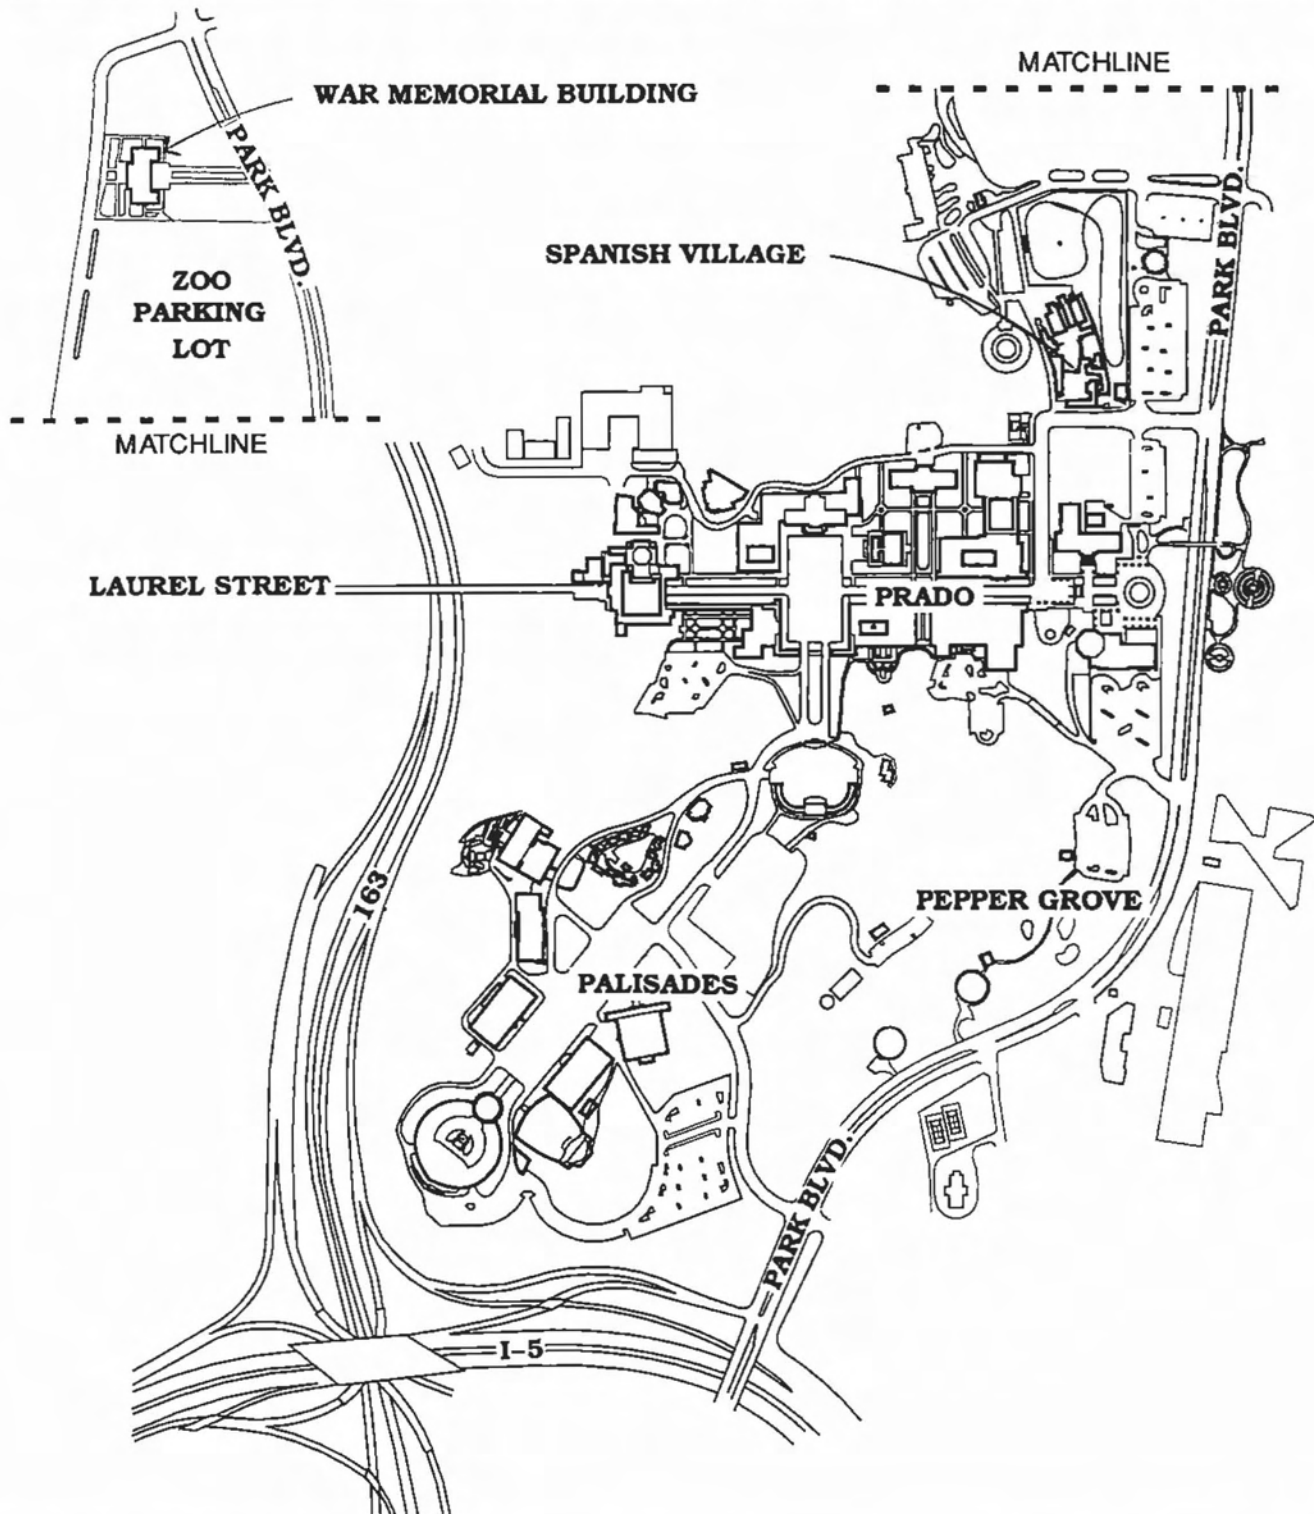 MATCHLINE
WAR MEMORIAL BUILDING
PARK BLVD.
PARK BLVD.
SPANISH VILLAGE
ZOO
PARKING
LOT
MATCHLINE
LAUREL STREET
PRADO
163
PEPPER GROVE
PALISADES
PARK BLVD.
I-5